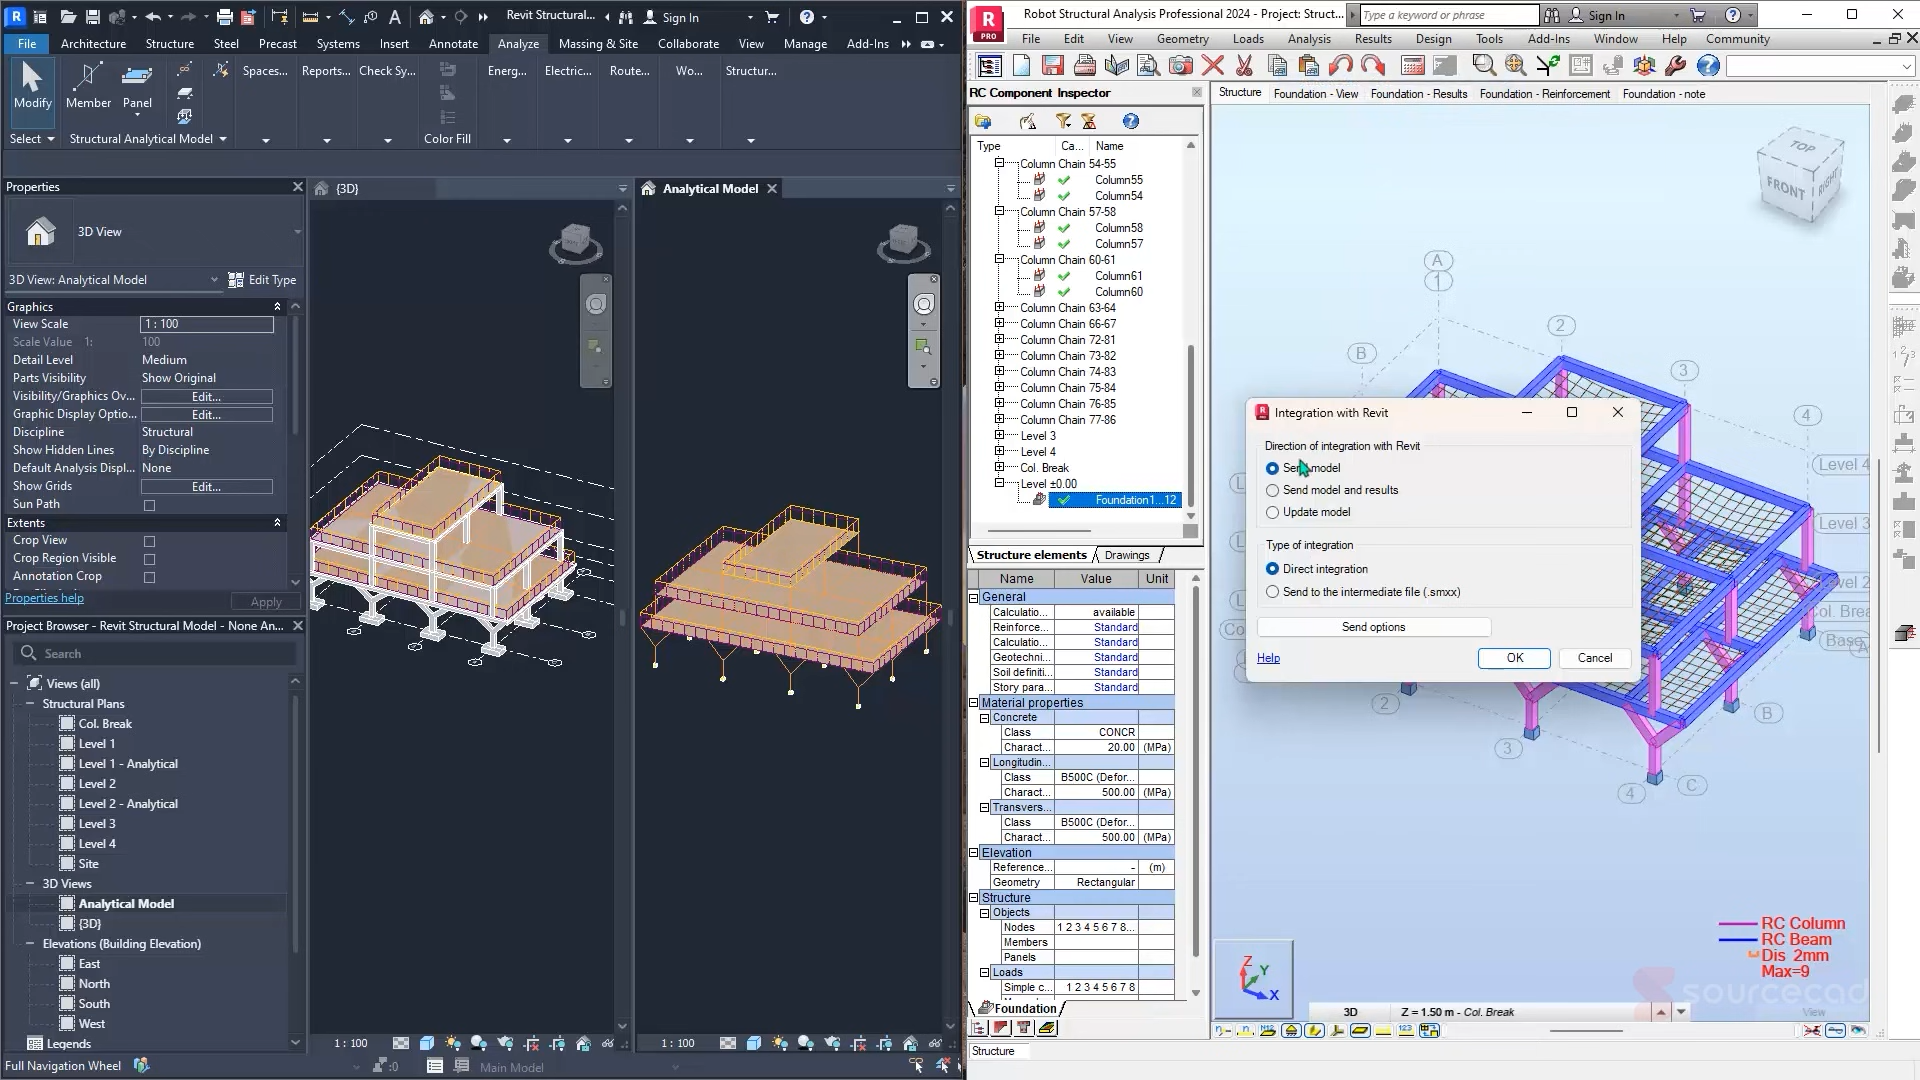 Revit Structural...
Sign In
File
Architecture
Structure
Steel
Precast
Systems
Insert
Annotate
Analyze
Massing & Site
Collaborate
View
Manage
Add-Ins
Modify
Member
Panel
Spaces...
Reports...
Check Sy...
Energ...
Electric...
Route...
Wo...
Structur...
Select
Structural Analytical Model
Color Fill
Properties
3D View
3D View: Analytical Model
Edit Type
Graphics
View Scale 1 : 100
Scale Value 1: 100
Detail Level Medium
Parts Visibility Show Original
Visibility/Graphics Ov... Edit...
Graphic Display Optio... Edit...
Discipline Structural
Show Hidden Lines By Discipline
Default Analysis Displ... None
Show Grids Edit...
Sun Path
Extents
Crop View
Crop Region Visible
Annotation Crop
Properties help
Apply
Project Browser - Revit Structural Model - None An...
Search
Views (all)
Structural Plans
Col. Break
Level 1
Level 1 - Analytical
Level 2
Level 2 - Analytical
Level 3
Level 4
Site
3D Views
Analytical Model
{3D}
Elevations (Building Elevation)
East
North
South
West
Legends
Full Navigation Wheel
{3D}
Analytical Model
1 : 100
1 : 100
:0
Main Model
PRO
Robot Structural Analysis Professional 2024 - Project: Struct...
Type a keyword or phrase
Sign In
File
Edit
View
Geometry
Loads
Analysis
Results
Design
Tools
Add-Ins
Window
Help
Community
RC Component Inspector
Type
Ca...
Name
Column Chain 54-55
Column55
Column54
Column Chain 57-58
Column58
Column57
Column Chain 60-61
Column61
Column60
Column Chain 63-64
Column Chain 66-67
Column Chain 72-81
Column Chain 73-82
Column Chain 74-83
Column Chain 75-84
Column Chain 76-85
Column Chain 77-86
Level 3
Level 4
Col. Break
Level ±0.00
Foundation1...12
Structure elements
Drawings
Name Value Unit
General
Calculatio... available
Reinforce... Standard
Calculatio... Standard
Geotechni... Standard
Soil definiti... Standard
Story para... Standard
Material properties
Concrete
Class CONCR
Charact... 20.00 (MPa)
Longitudin...
Class B500C (Defor...
Charact... 500.00 (MPa)
Transvers...
Class B500C (Defor...
Charact... 500.00 (MPa)
Elevation
Reference... - (m)
Geometry Rectangular
Structure
Objects
Nodes 1 2 3 4 5 6 7 8...
Members
Panels
Loads
Simple c... 1 2 3 4 5 6 7 8
Foundation
Structure
Structure
Foundation - View
Foundation - Results
Foundation - Reinforcement
Foundation - note
TOP
FRONT
RIGHT
A
1
2
B
3
4
Level 4
Level 3
Level 2
Col. Brea
Base
A
2
B
3
C
4
Integration with Revit
Direction of integration with Revit
Send model
Send model and results
Update model
Type of integration
Direct integration
Send to the intermediate file (.smxx)
Send options
Help
OK
Cancel
RC Column
RC Beam
Dis 2mm
Max=9
sourcecad
Z
Y
X
3D
Z = 1.50 m - Col. Break
View